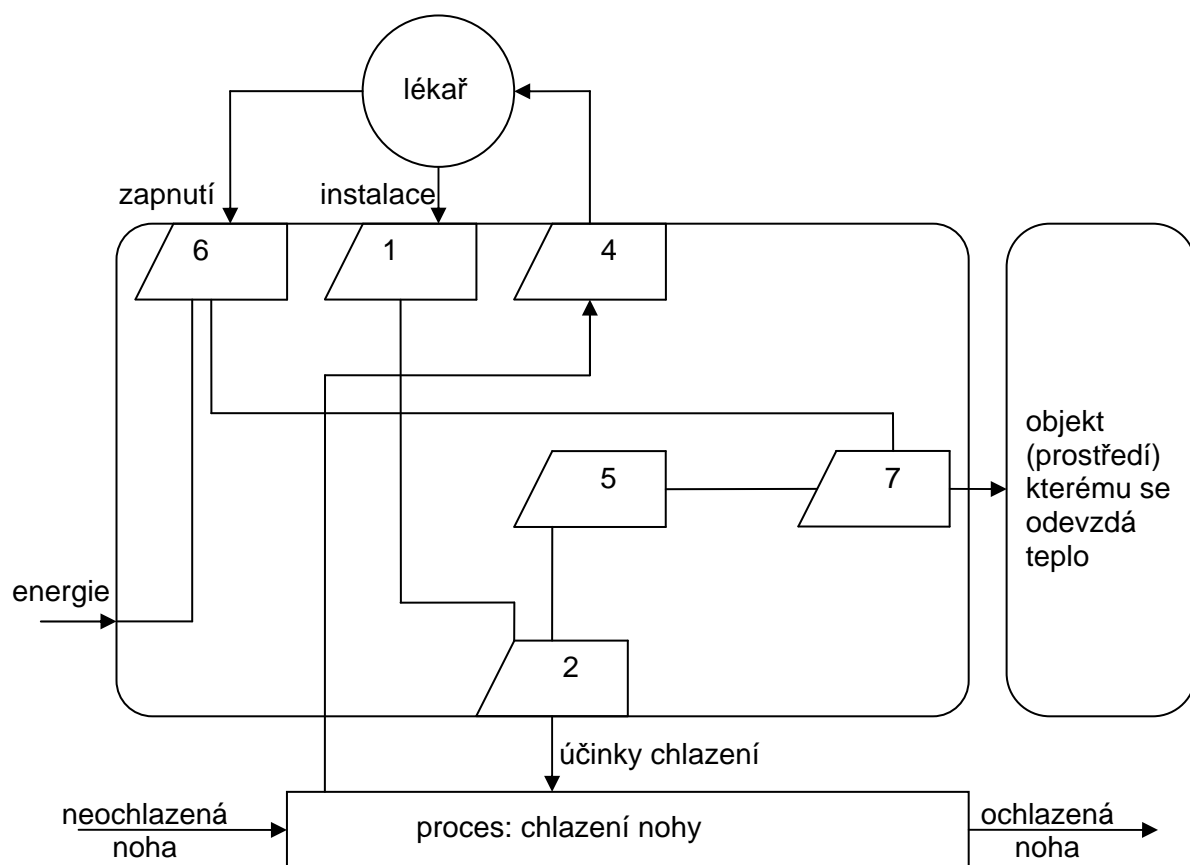 lékař
zapnutí
instalace
6
1
4
5
7
objekt
(prostředí)
kterému se
odevzdá
teplo
energie
2
účinky chlazení
neochlazená
noha
proces: chlazení nohy
ochlazená
noha